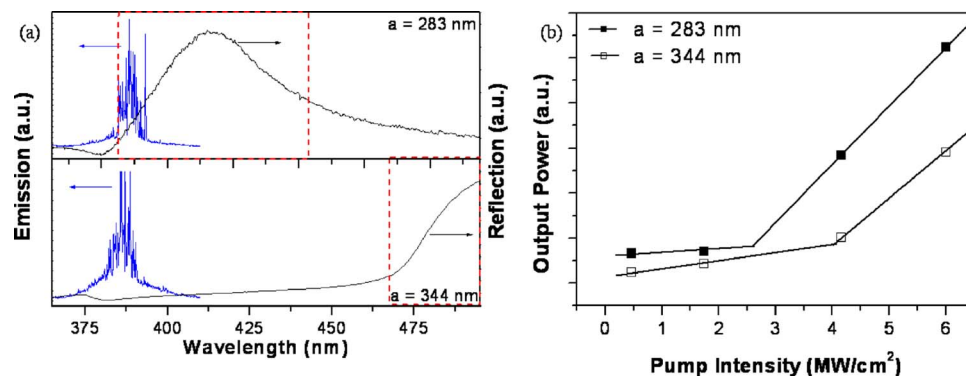 (a)
a = 283 nm
a = 344 nm
Emission (a.u.)
Reflection (a.u.)
375 400 425 450 475
Wavelength (nm)
(b)
a = 283 nm
a = 344 nm
Output Power (a.u.)
0 1 2 3 4 5 6
Pump Intensity (MW/cm²)